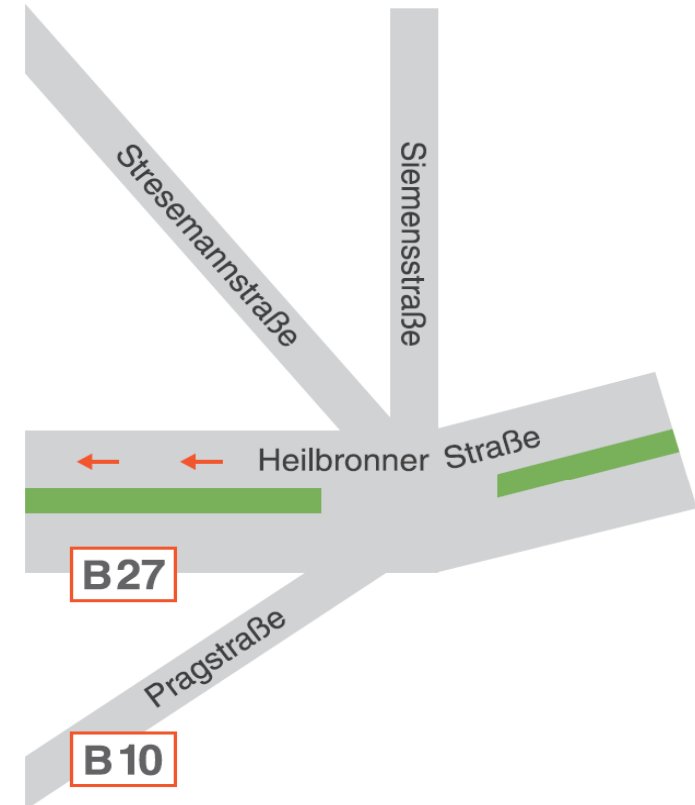 Stresemannstraße
Siemensstraße
Heilbronner Straße
B 27
Pragstraße
B 10